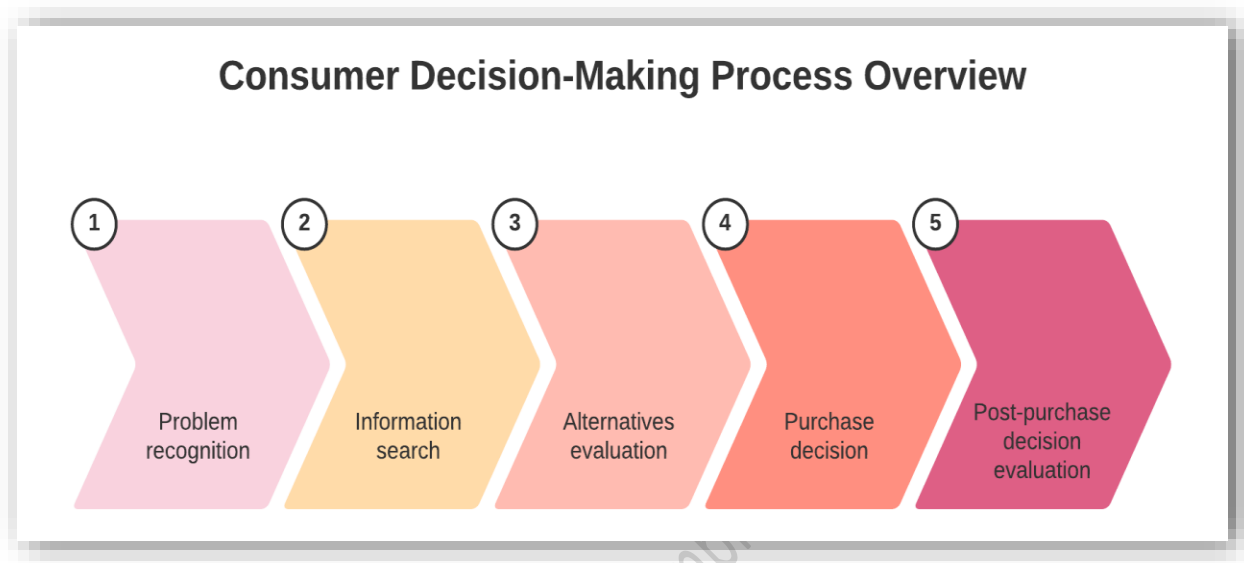 Consumer Decision-Making Process Overview
1
2
3
4
5
Problem
recognition
Information
search
Alternatives
evaluation
Purchase
decision
Post-purchase
decision
evaluation